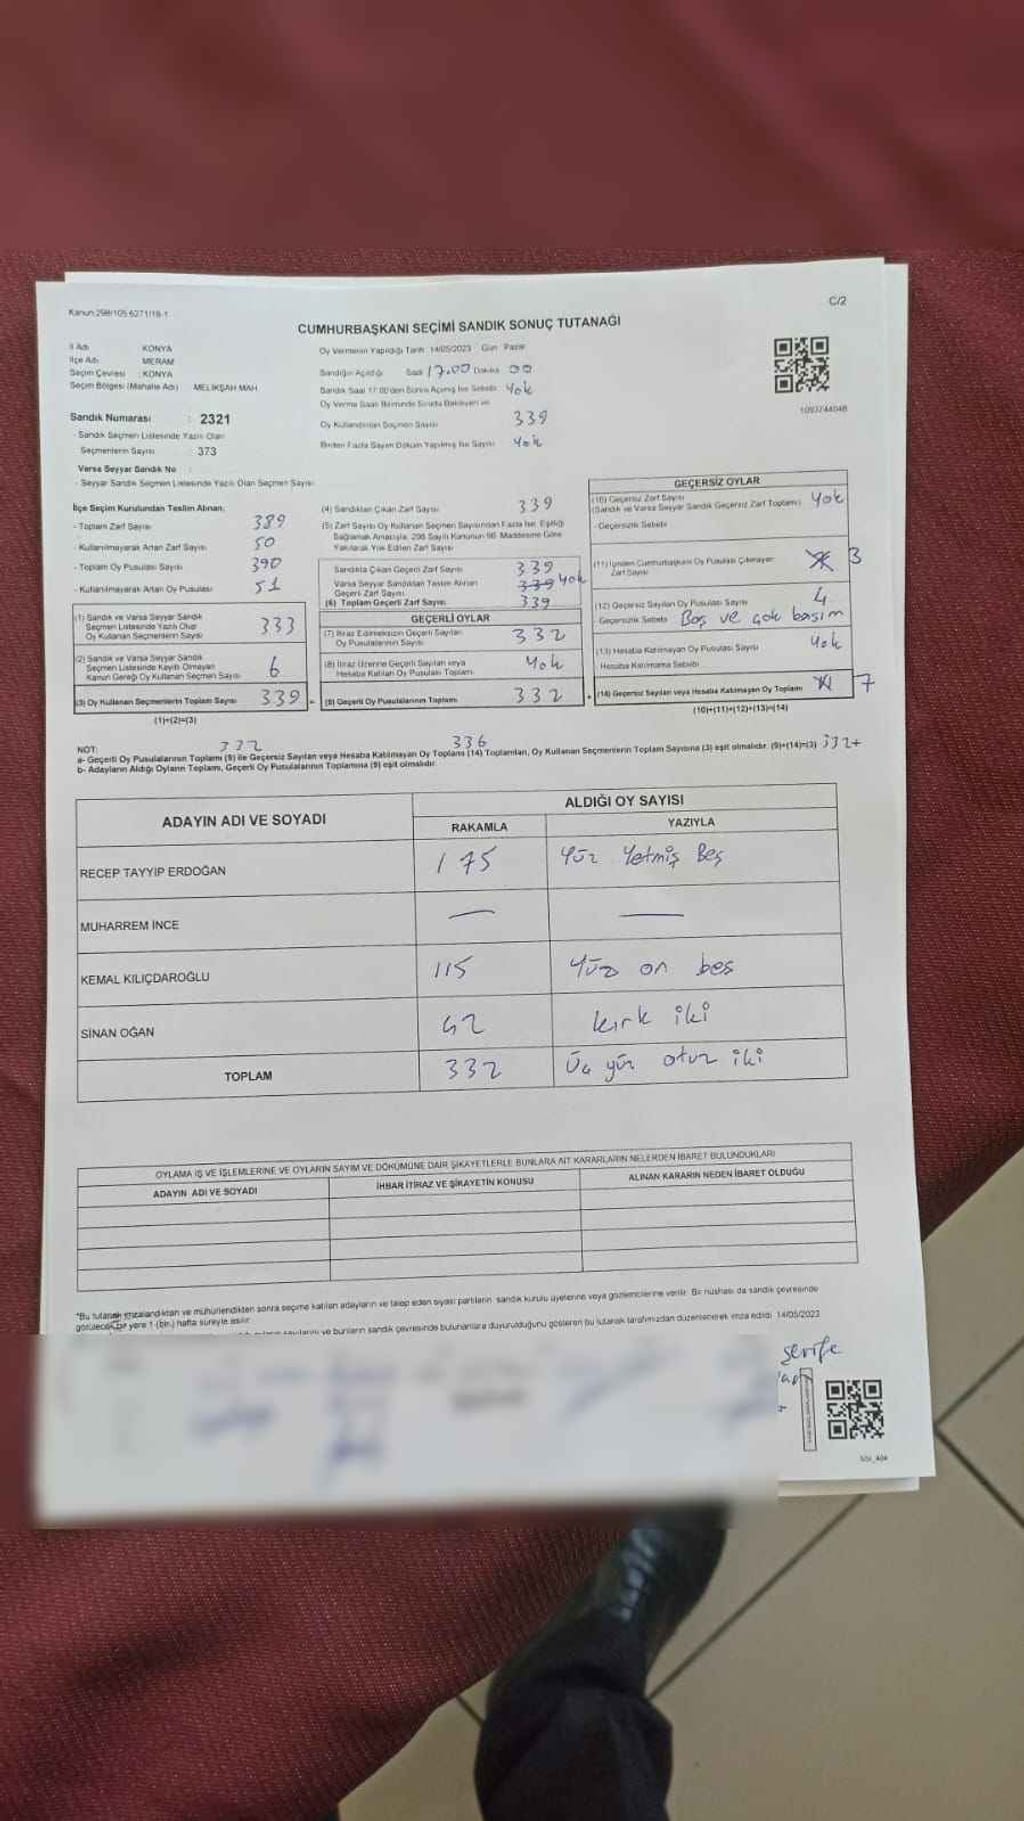 Kanun:298/105 6271/18-1
C/2
CUMHURBAŞKANI SEÇİMİ SANDIK SONUÇ TUTANAĞI
İl Adı : KONYA
İlçe Adı : MERAM
Seçim Çevresi : KONYA
Seçim Bölgesi (Mahalle Adı) : MELİKŞAH MAH
Oy Vermenin Yapıldığı Tarih: 14/05/2023 Gün: Pazar
Sandığın Açıldığı Saat 17.00 Dakika 00
Sandık Saat 17:00'den Sonra Açılmış İse Sebebi: Yok
Oy Verme Saati Bitiminde Sırada Bekleyen ve
Oy Kullandırılan Seçmen Sayısı 339
Birden Fazla Sayım Döküm Yapılmış İse Sayısı Yok
1093244048
Sandık Numarası : 2321
- Sandık Seçmen Listesinde Yazılı Olan
Seçmenlerin Sayısı : 373
Varsa Seyyar Sandık No :
- Seyyar Sandık Seçmen Listesinde Yazılı Olan Seçmen Sayısı
İlçe Seçim Kurulundan Teslim Alınan;
- Toplam Zarf Sayısı 389
- Kullanılmayarak Artan Zarf Sayısı 50
- Toplam Oy Pusulası Sayısı 390
- Kullanılmayarak Artan Oy Pusulası 51
(1) Sandık ve Varsa Seyyar Sandık
Seçmen Listesinde Yazılı Olup
Oy Kullanan Seçmenlerin Sayısı 333
(2) Sandık ve Varsa Seyyar Sandık
Seçmen Listesinde Kayıtlı Olmayan
Kanun Gereği Oy Kullanan Seçmen Sayısı 6
(3) Oy Kullanan Seçmenlerin Toplam Sayısı 339
(1)+(2)=(3)
(4) Sandıktan Çıkan Zarf Sayısı 339
(5) Zarf Sayısı Oy Kullanan Seçmen Sayısından Fazla İse, Eşitliği
Sağlamak Amacıyla, 298 Sayılı Kanunun 98. Maddesine Göre
Yakılarak Yok Edilen Zarf Sayısı
Sandıkta Çıkan Geçerli Zarf Sayısı 339
Varsa Seyyar Sandıktan Teslim Alınan
Geçerli Zarf Sayısı 339 Yok
(6) Toplam Geçerli Zarf Sayısı 339
GEÇERLİ OYLAR
(7) İtiraz Edilmeksizin Geçerli Sayılan
Oy Pusulalarının Sayısı 332
(8) İtiraz Üzerine Geçerli Sayılan veya
Hesaba Katılan Oy Pusulası Toplamı Yok
(9) Geçerli Oy Pusulalarının Toplamı 332
GEÇERSİZ OYLAR
(10) Geçersiz Zarf Sayısı
(Sandık ve Varsa Seyyar Sandık Geçersiz Zarf Toplamı) Yok
- Geçersizlik Sebebi
(11) İçinden Cumhurbaşkanı Oy Pusulası Çıkmayan
Zarf Sayısı 3
(12) Geçersiz Sayılan Oy Pusulası Sayısı 4
Geçersizlik Sebebi Boş ve çok basım
(13) Hesaba Katılmayan Oy Pusulası Sayısı Yok
Hesaba Katılmama Sebebi
(14) Geçersiz Sayılan veya Hesaba Katılmayan Oy Toplamı 7
(10)+(11)+(12)+(13)=(14)
NOT: 332 336
a- Geçerli Oy Pusulalarının Toplamı (9) ile Geçersiz Sayılan veya Hesaba Katılmayan Oy Toplamı (14) Toplamları, Oy Kullanan Seçmenlerin Toplam Sayısına (3) eşit olmalıdır. (9)+(14)=(3) 332+
b- Adayların Aldığı Oyların Toplamı, Geçerli Oy Pusulalarının Toplamına (9) eşit olmalıdır.
ADAYIN ADI VE SOYADI
ALDIĞI OY SAYISI
RAKAMLA YAZIYLA
RECEP TAYYIP ERDOĞAN 175 Yüz Yetmiş Beş
MUHARREM İNCE — —
KEMAL KILIÇDAROĞLU 115 Yüz on beş
SİNAN OĞAN 42 kırk iki
TOPLAM 332 Üç yüz otuz iki
OYLAMA İŞ VE İŞLEMLERİNE VE OYLARIN SAYIM VE DÖKÜMÜNE DAİR ŞİKAYETLERLE BUNLARA AİT KARARLARIN NELERDEN İBARET BULUNDUKLARI
ADAYIN ADI VE SOYADI İHBAR İTİRAZ VE ŞİKAYETİN KONUSU ALINAN KARARIN NEDEN İBARET OLDUĞU
*Bu tutanak imzalandıktan ve mühürlendikten sonra seçime katılan adayların ve talep eden siyasi partilerin sandık kurulu üyelerine veya gözlemcilerine verilir. Bir nüshası da sandık çevresinde
görülecek bir yere 1 (bir) hafta süreyle asılır.
sayılarını ve bunların sandık çevresinde bulunanlara duyurulduğunu gösteren bu tutanak tarafımızdan düzenlenerek imza edildi 14/05/2023
Şerife